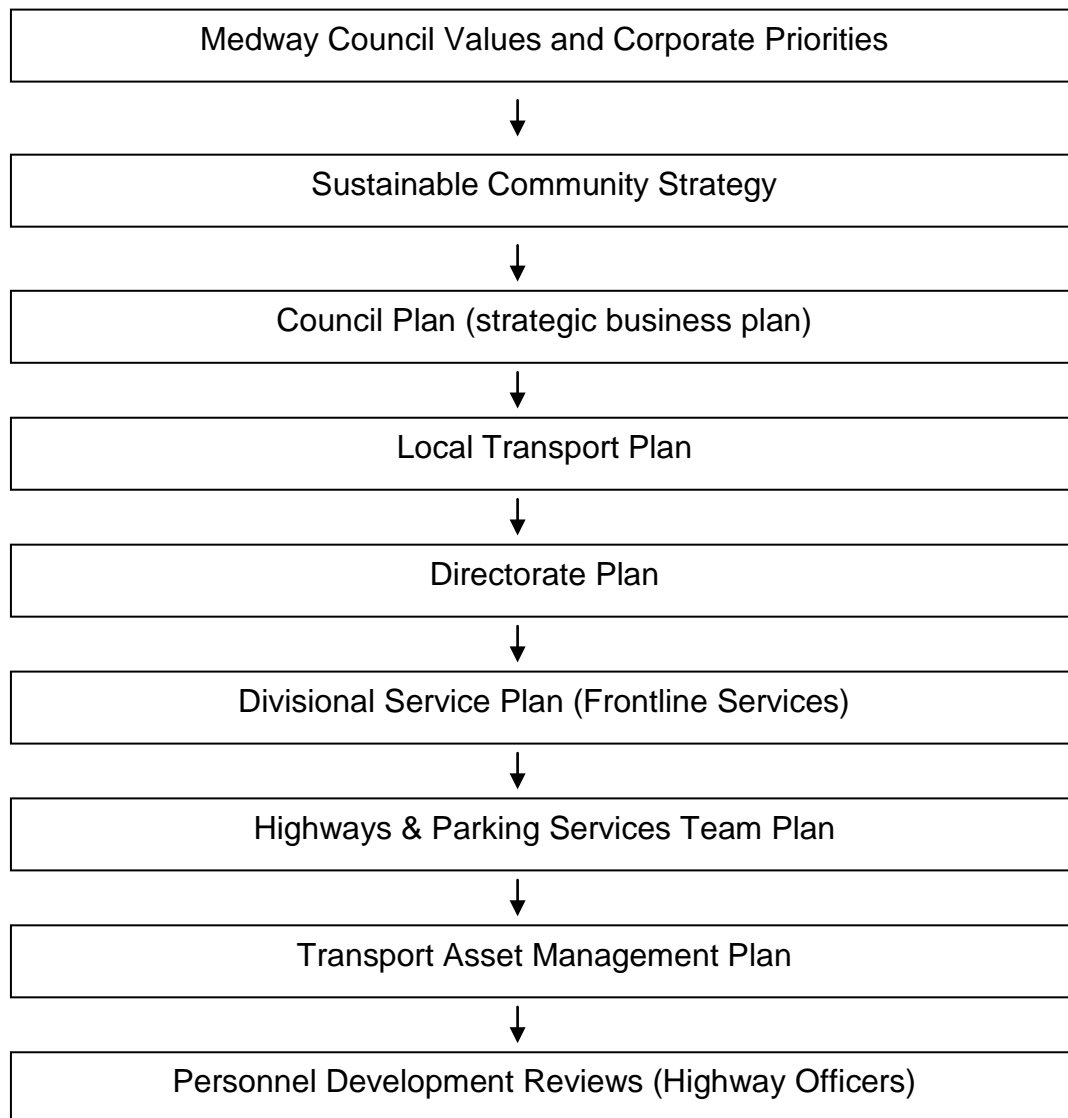 Medway Council Values and Corporate Priorities
Sustainable Community Strategy
Council Plan (strategic business plan)
Local Transport Plan
Directorate Plan
Divisional Service Plan (Frontline Services)
Highways & Parking Services Team Plan
Transport Asset Management Plan
Personnel Development Reviews (Highway Officers)